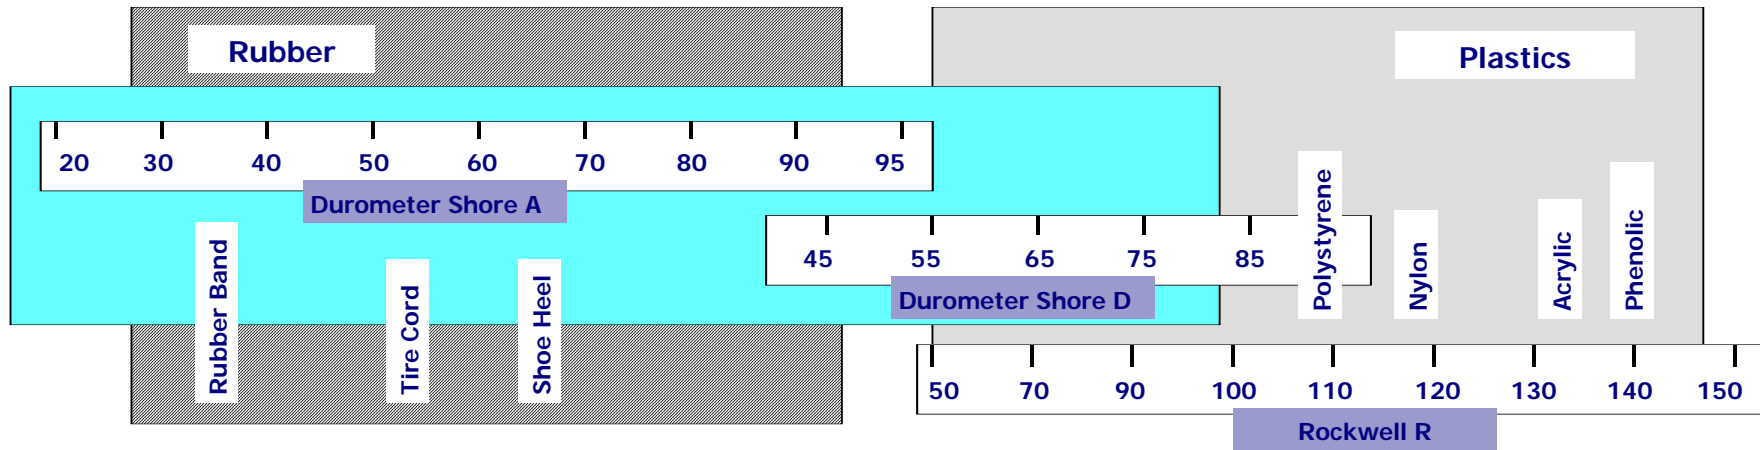 Rubber
Plastics
20 30 40 50 60 70 80 90 95
Durometer Shore A
45 55 65 75 85
Durometer Shore D
Rubber Band
Tire Cord
Shoe Heel
Polystyrene
Nylon
Acrylic
Phenolic
50 70 90 100 110 120 130 140 150
Rockwell R